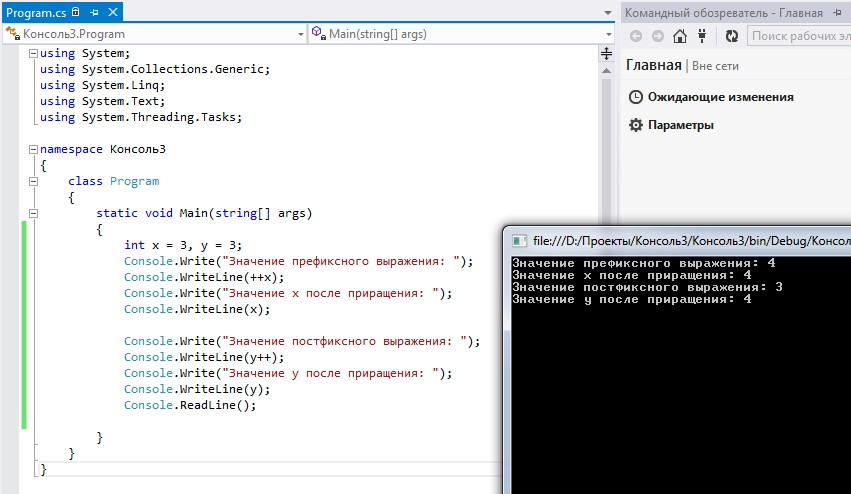 Program.cs
Консоль3.Program
Main(string[] args)
using System;
using System.Collections.Generic;
using System.Linq;
using System.Text;
using System.Threading.Tasks;
namespace Консоль3
{
class Program
{
static void Main(string[] args)
{
int x = 3, y = 3;
Console.Write("Значение префиксного выражения: ");
Console.WriteLine(++x);
Console.Write("Значение x после приращения: ");
Console.WriteLine(x);
Console.Write("Значение постфиксного выражения: ");
Console.WriteLine(y++);
Console.Write("Значение y после приращения: ");
Console.WriteLine(y);
Console.ReadLine();
}
}
}
Командный обозреватель - Главная
Поиск рабочих эл
Главная | Вне сети
Ожидающие изменения
Параметры
file:///D:/Проекты/Консоль3/Консоль3/bin/Debug/Консол
Значение префиксного выражения: 4
Значение x после приращения: 4
Значение постфиксного выражения: 3
Значение y после приращения: 4